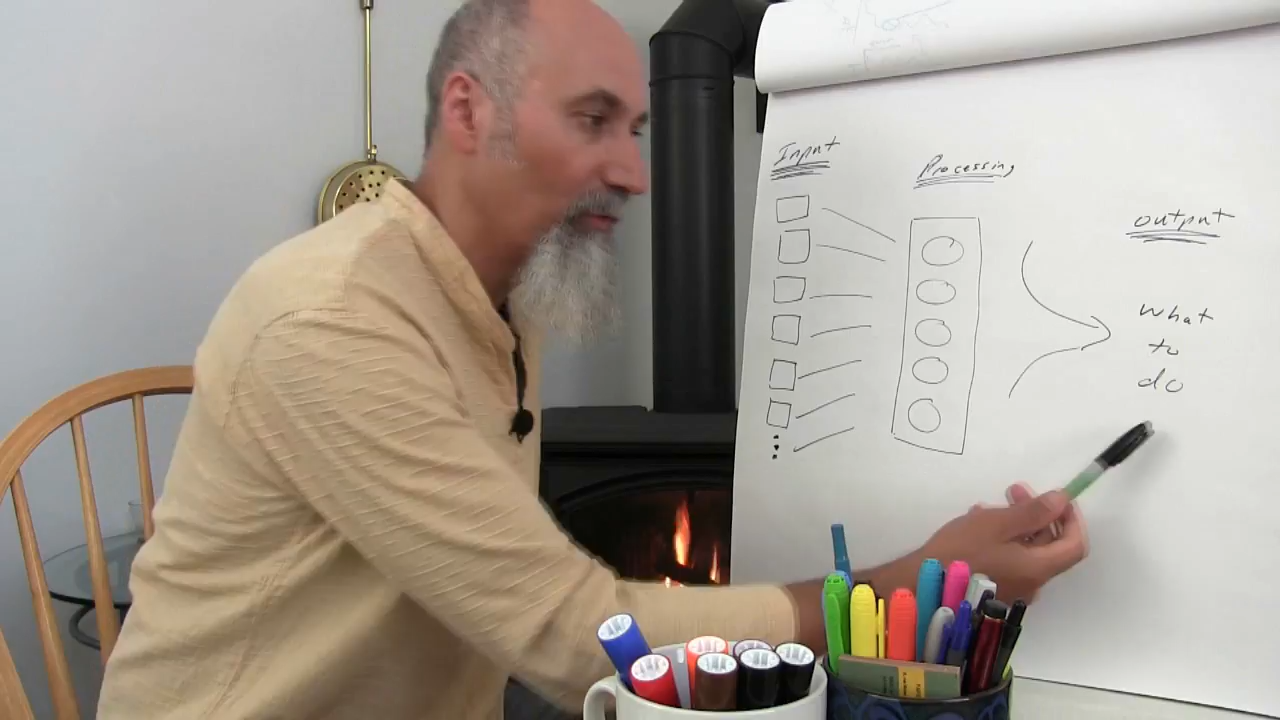 Input
Processing
output
what
to
do